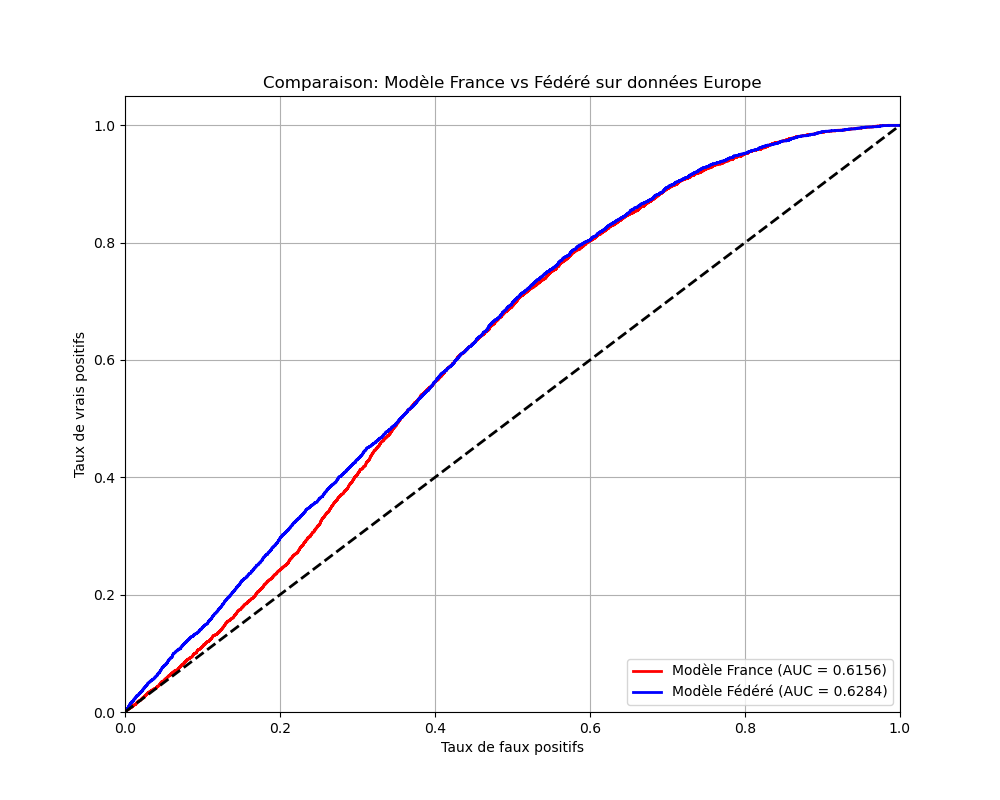 Comparaison: Modèle France vs Fédéré sur données Europe
Taux de vrais positifs
1.0
0.8
0.6
0.4
0.2
0.0
Modèle France (AUC = 0.6156)
Modèle Fédéré (AUC = 0.6284)
0.0 0.2 0.4 0.6 0.8 1.0
Taux de faux positifs